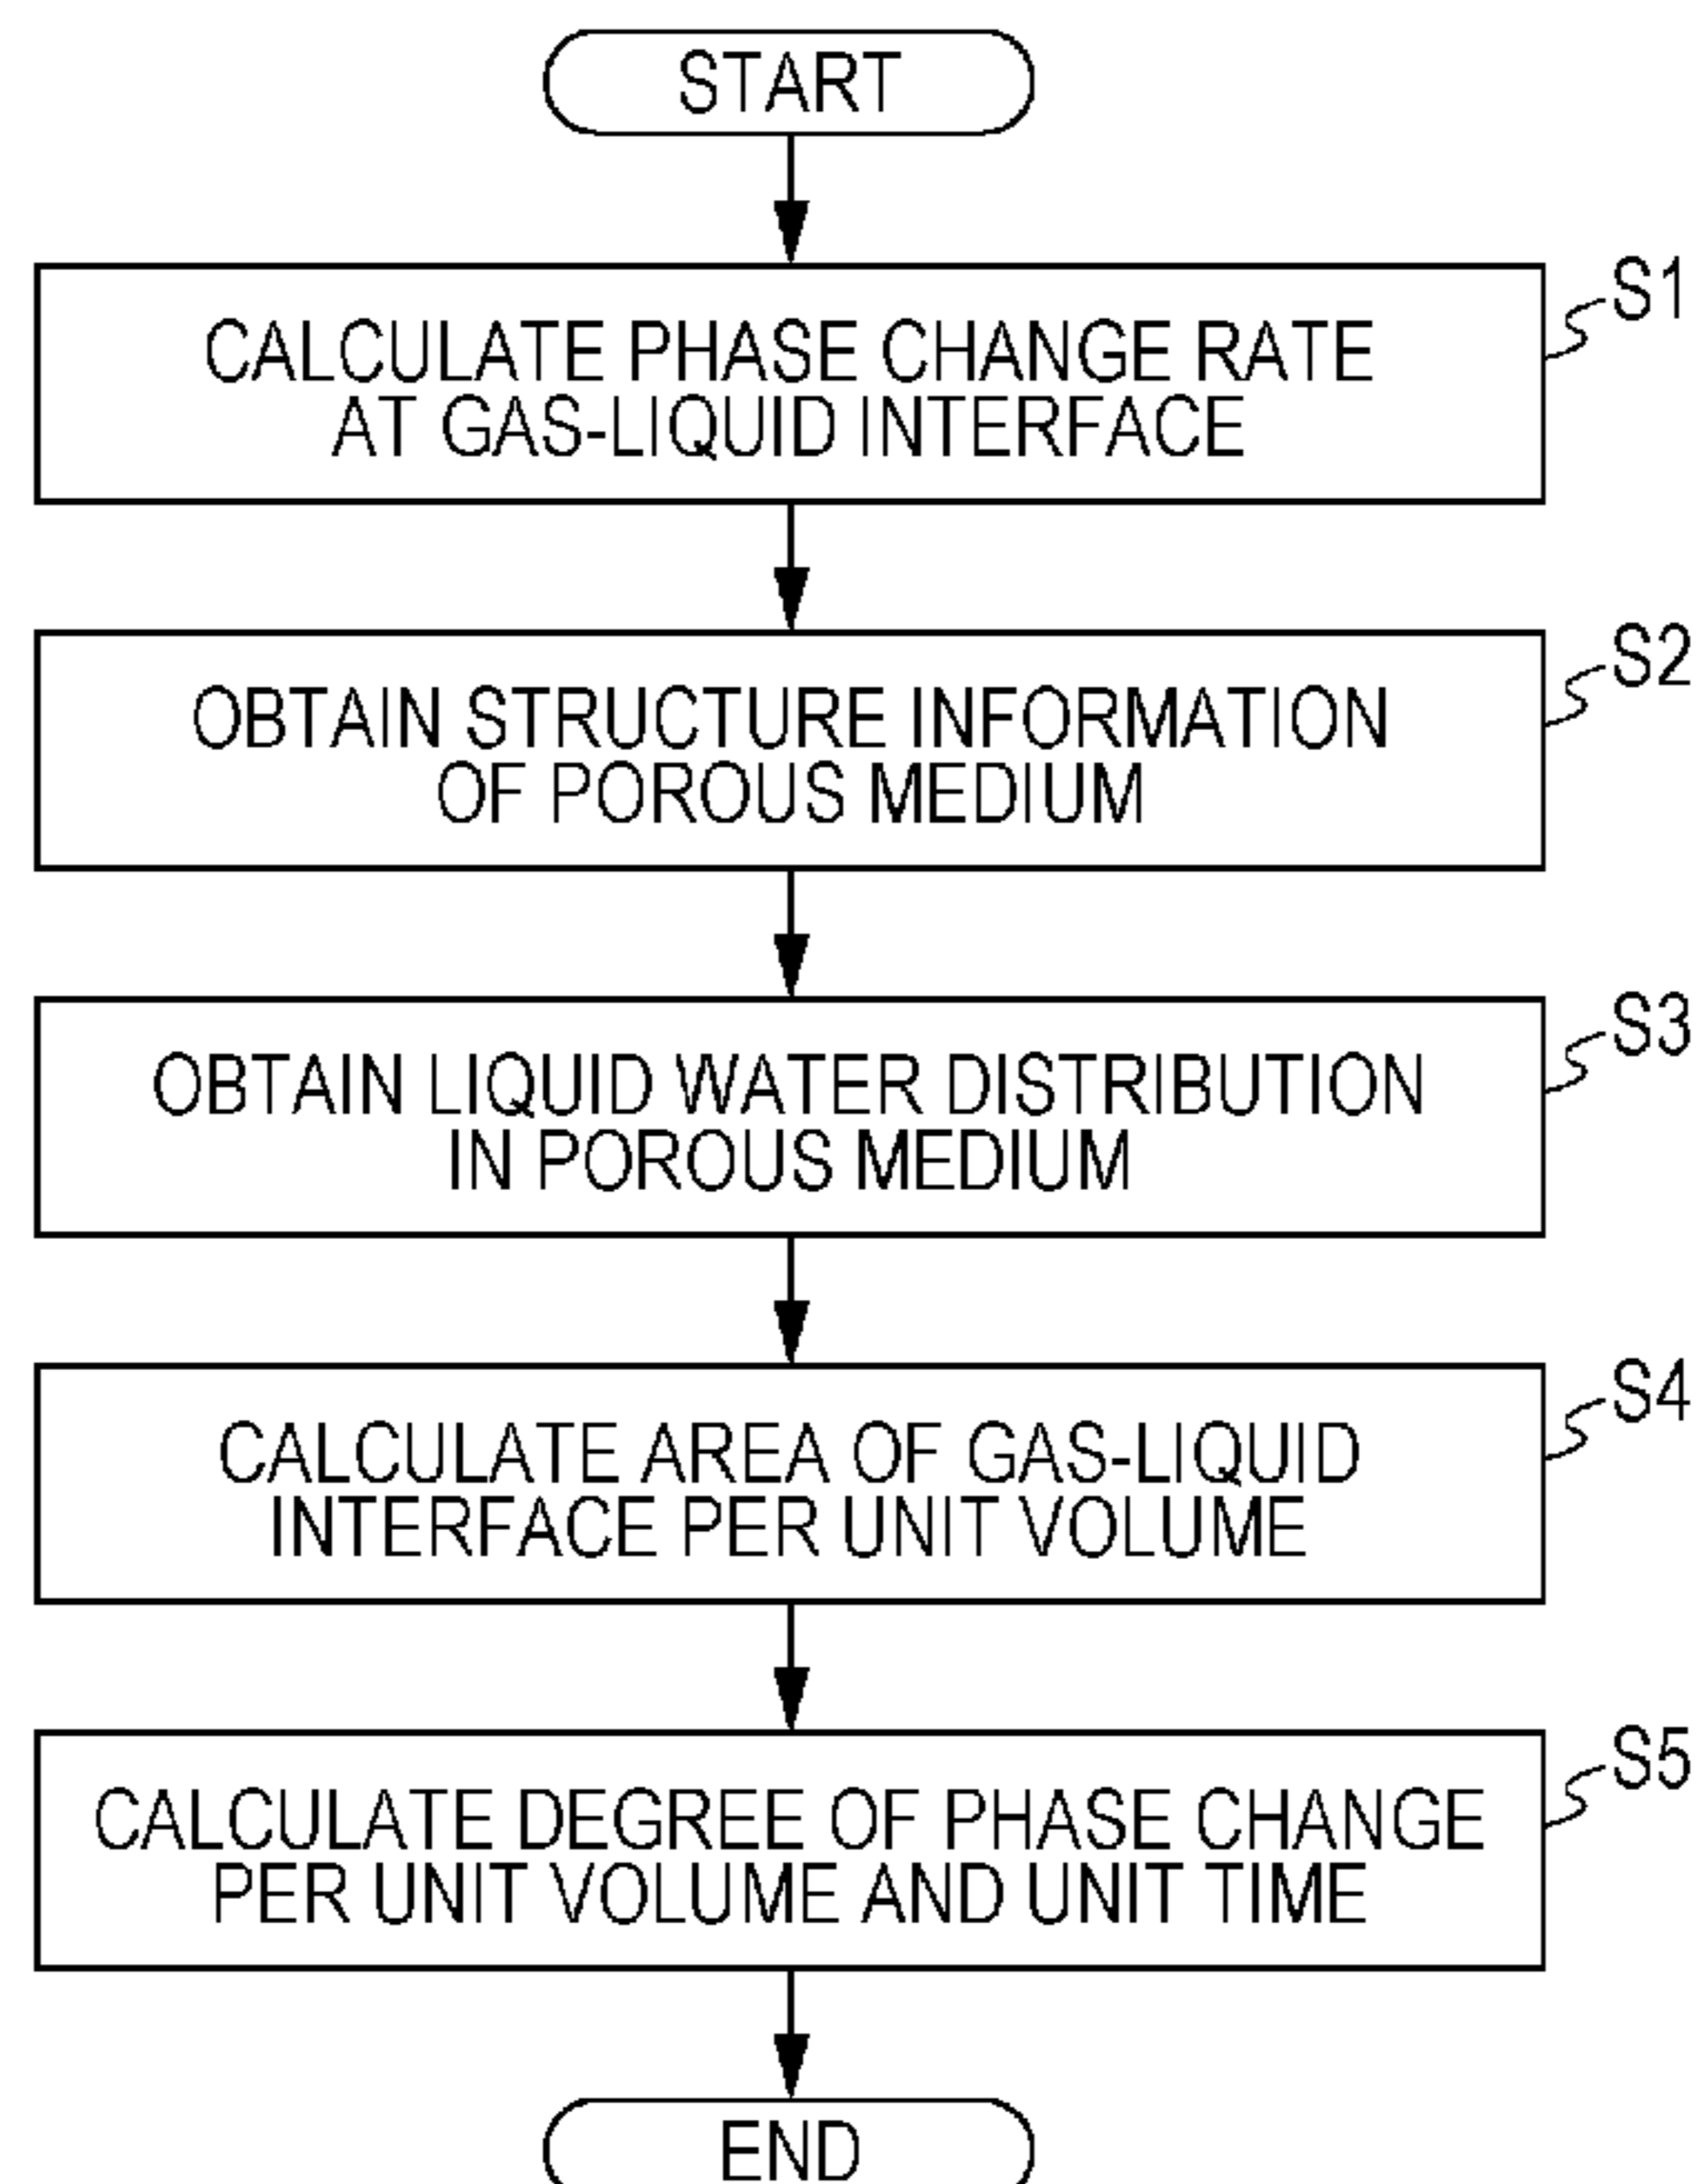 START
S1
CALCULATE PHASE CHANGE RATE
AT GAS-LIQUID INTERFACE
S2
OBTAIN STRUCTURE INFORMATION
OF POROUS MEDIUM
S3
OBTAIN LIQUID WATER DISTRIBUTION
IN POROUS MEDIUM
S4
CALCULATE AREA OF GAS-LIQUID
INTERFACE PER UNIT VOLUME
S5
CALCULATE DEGREE OF PHASE CHANGE
PER UNIT VOLUME AND UNIT TIME
END